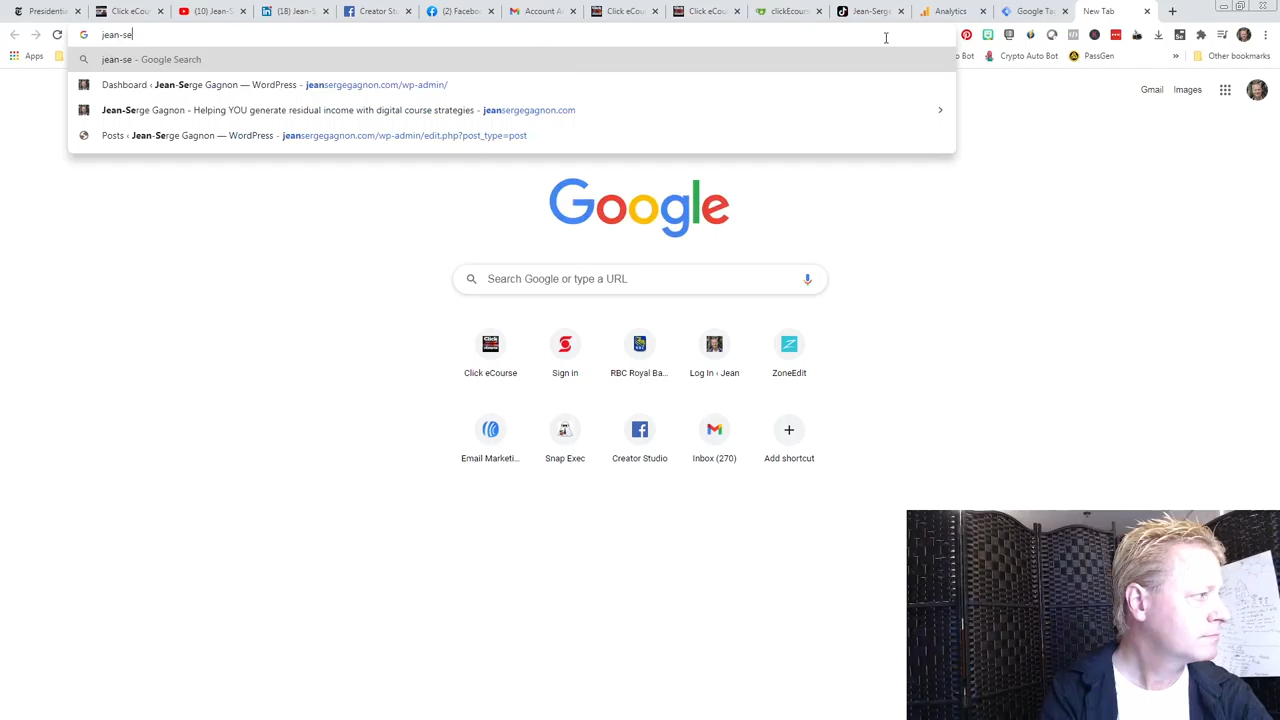 Presidenti
Click eCou
(10) Jean-S
(18) Jean-S
Creator Stu
(2) Facebo
Account A
Click eCou
Click eCou
clickEcours
Jean-Serge
Analytics
Google Ta
New Tab
jean-se
Apps
to Bot
Crypto Auto Bot
PassGen
Other bookmarks
jean-se - Google Search
Dashboard ‹ Jean-Serge Gagnon — WordPress - jeansergegagnon.com/wp-admin/
Jean-Serge Gagnon - Helping YOU generate residual income with digital course strategies - jeansergegagnon.com
Posts ‹ Jean-Serge Gagnon — WordPress - jeansergegagnon.com/wp-admin/edit.php?post_type=post
Gmail Images
Google
Search Google or type a URL
Click eCourse
Sign in
RBC Royal Ba...
Log In ‹ Jean
ZoneEdit
Email Marketi...
Snap Exec
Creator Studio
Inbox (270)
Add shortcut